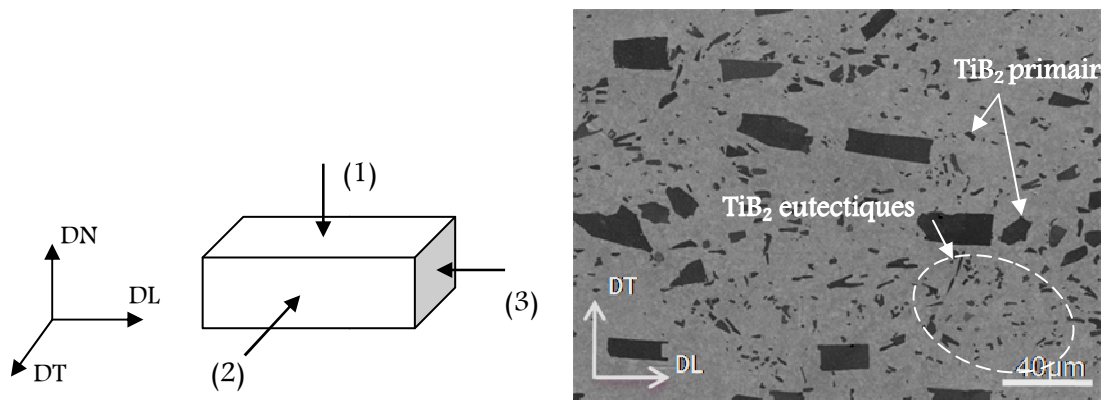 DN
DL
DT
(1)
(3)
(2)
TiB₂ primair
TiB₂ eutectiques
DT
DL
40µm